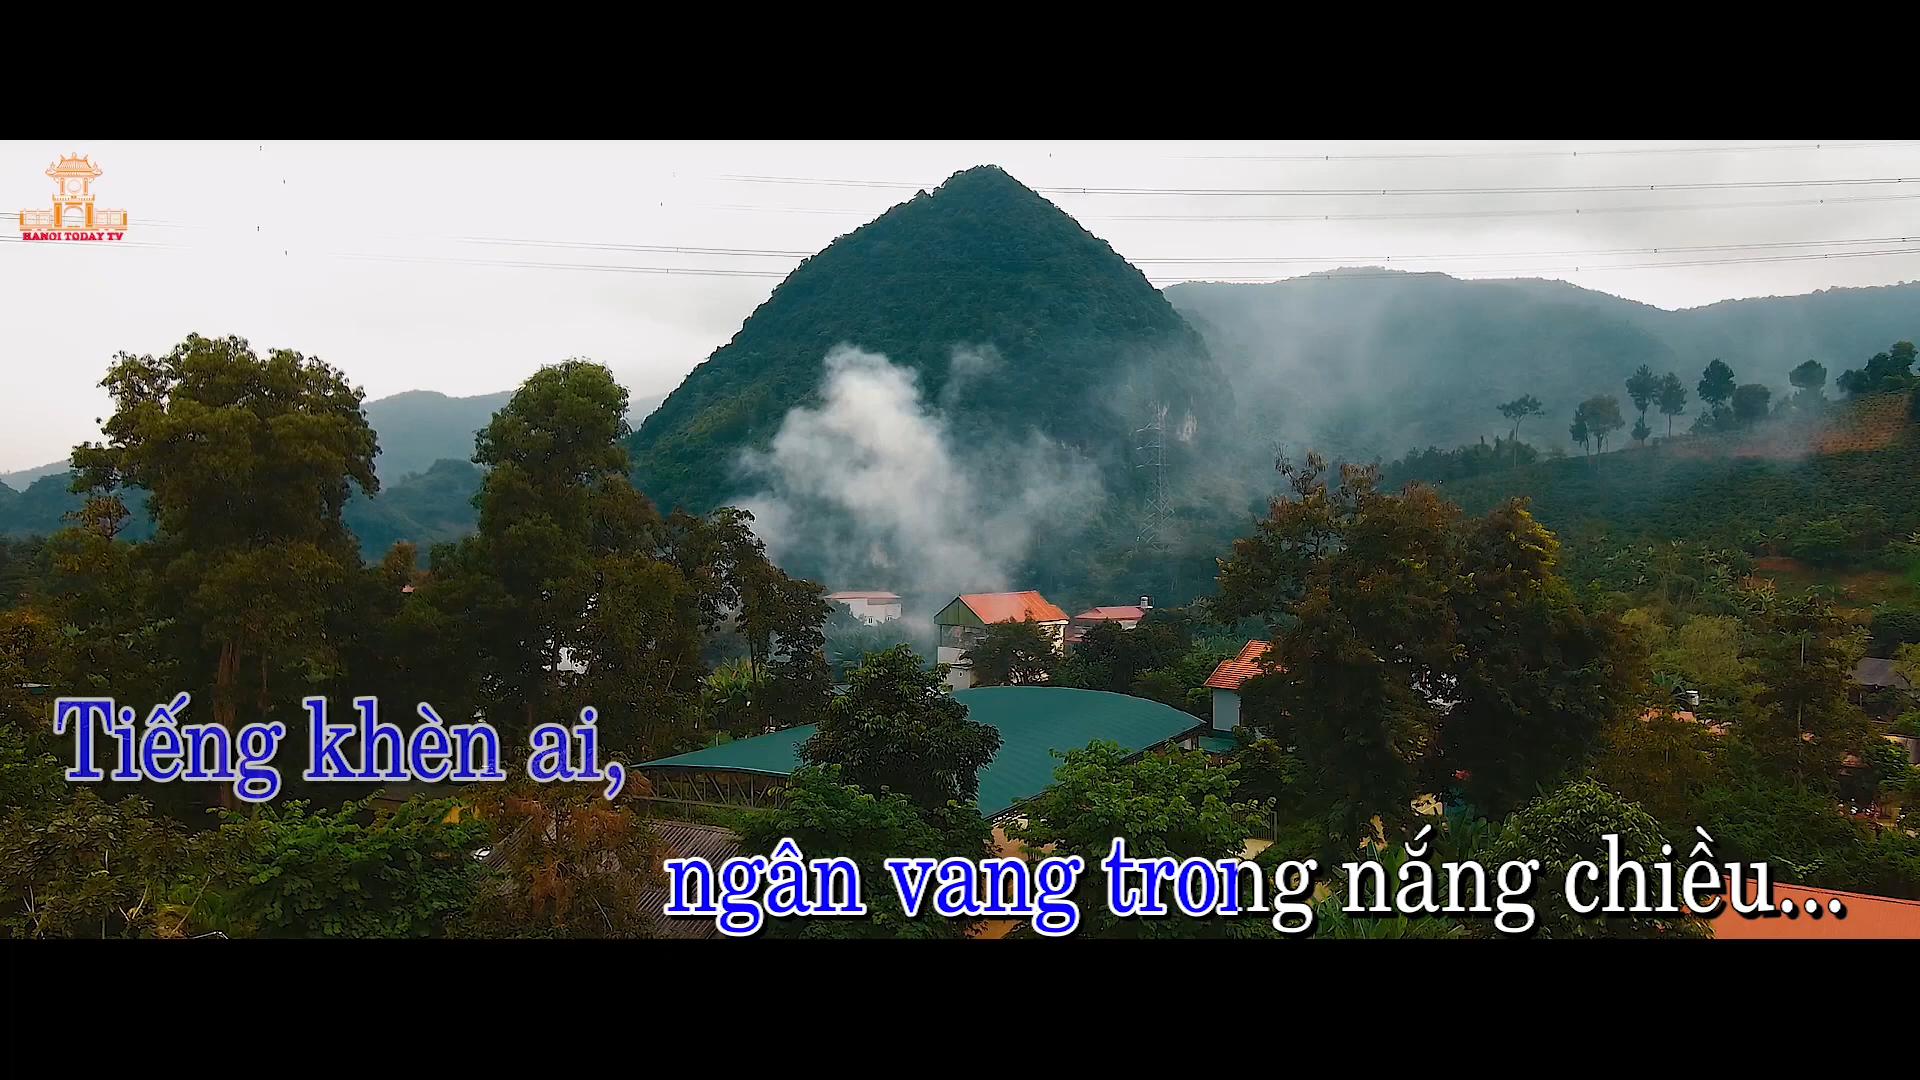 HANOI TODAY TV
Tiếng khèn ai,
ngân vang trong nắng chiều...